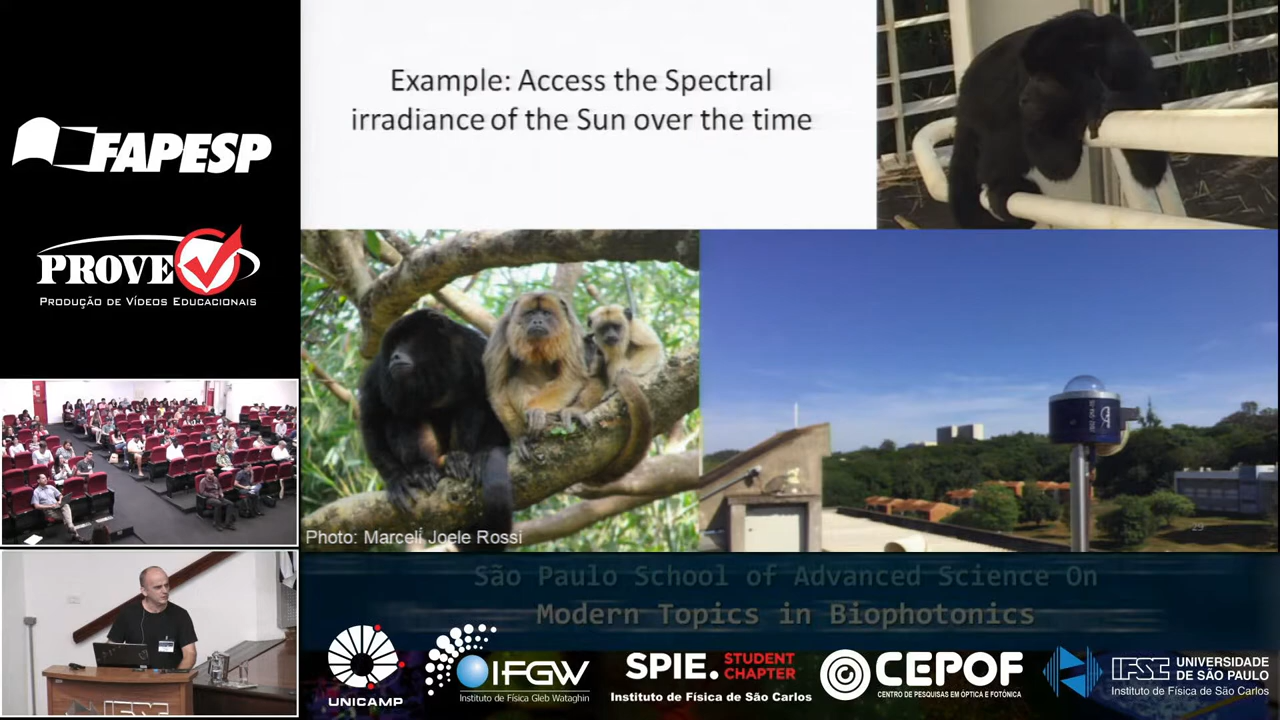 Example: Access the Spectral
irradiance of the Sun over the time
FAPESP
PROVE
PRODUÇÃO DE VÍDEOS EDUCACIONAIS
Photo: Marceli Joele Rossi
29
São Paulo School of Advanced Science On
Modern Topics in Biophotonics
UNICAMP
IFGW
Instituto de Física Gleb Wataghin
SPIE. STUDENT
CHAPTER
Instituto de Física de São Carlos
CEPOF
CENTRO DE PESQUISAS EM ÓPTICA E FOTÔNICA
IFSC
UNIVERSIDADE
DE SÃO PAULO
Instituto de Física de São Carlos
IFSC